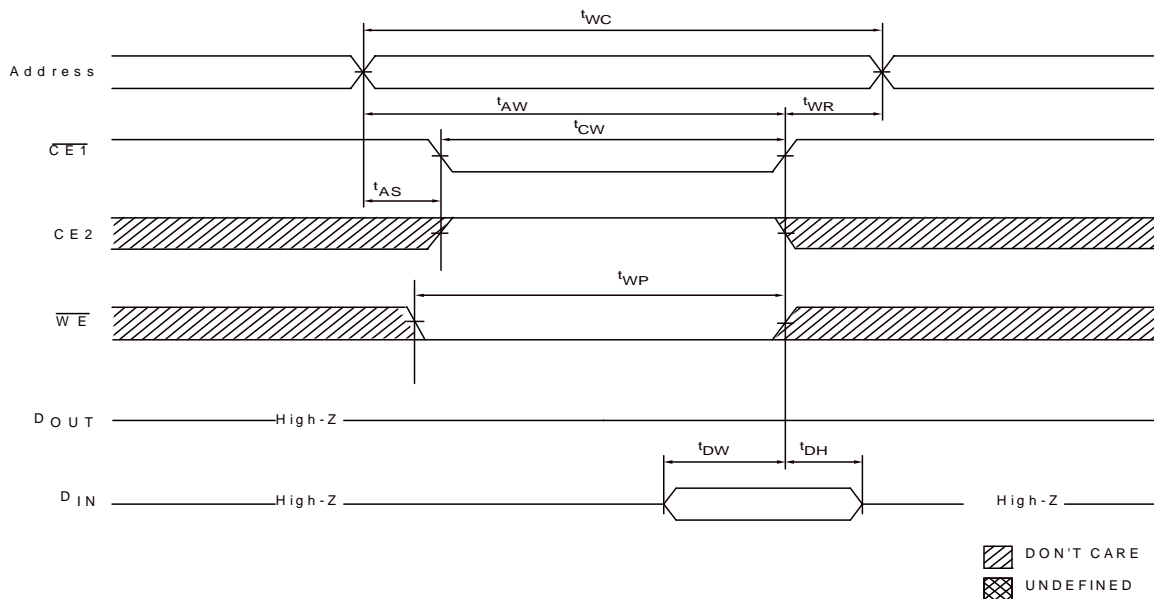 tWC
Address
tAW
tWR
tCW
CE1
tAS
CE2
tWP
WE
DOUT
High-Z
tDW
tDH
DIN
High-Z
High-Z
DON'T CARE
UNDEFINED